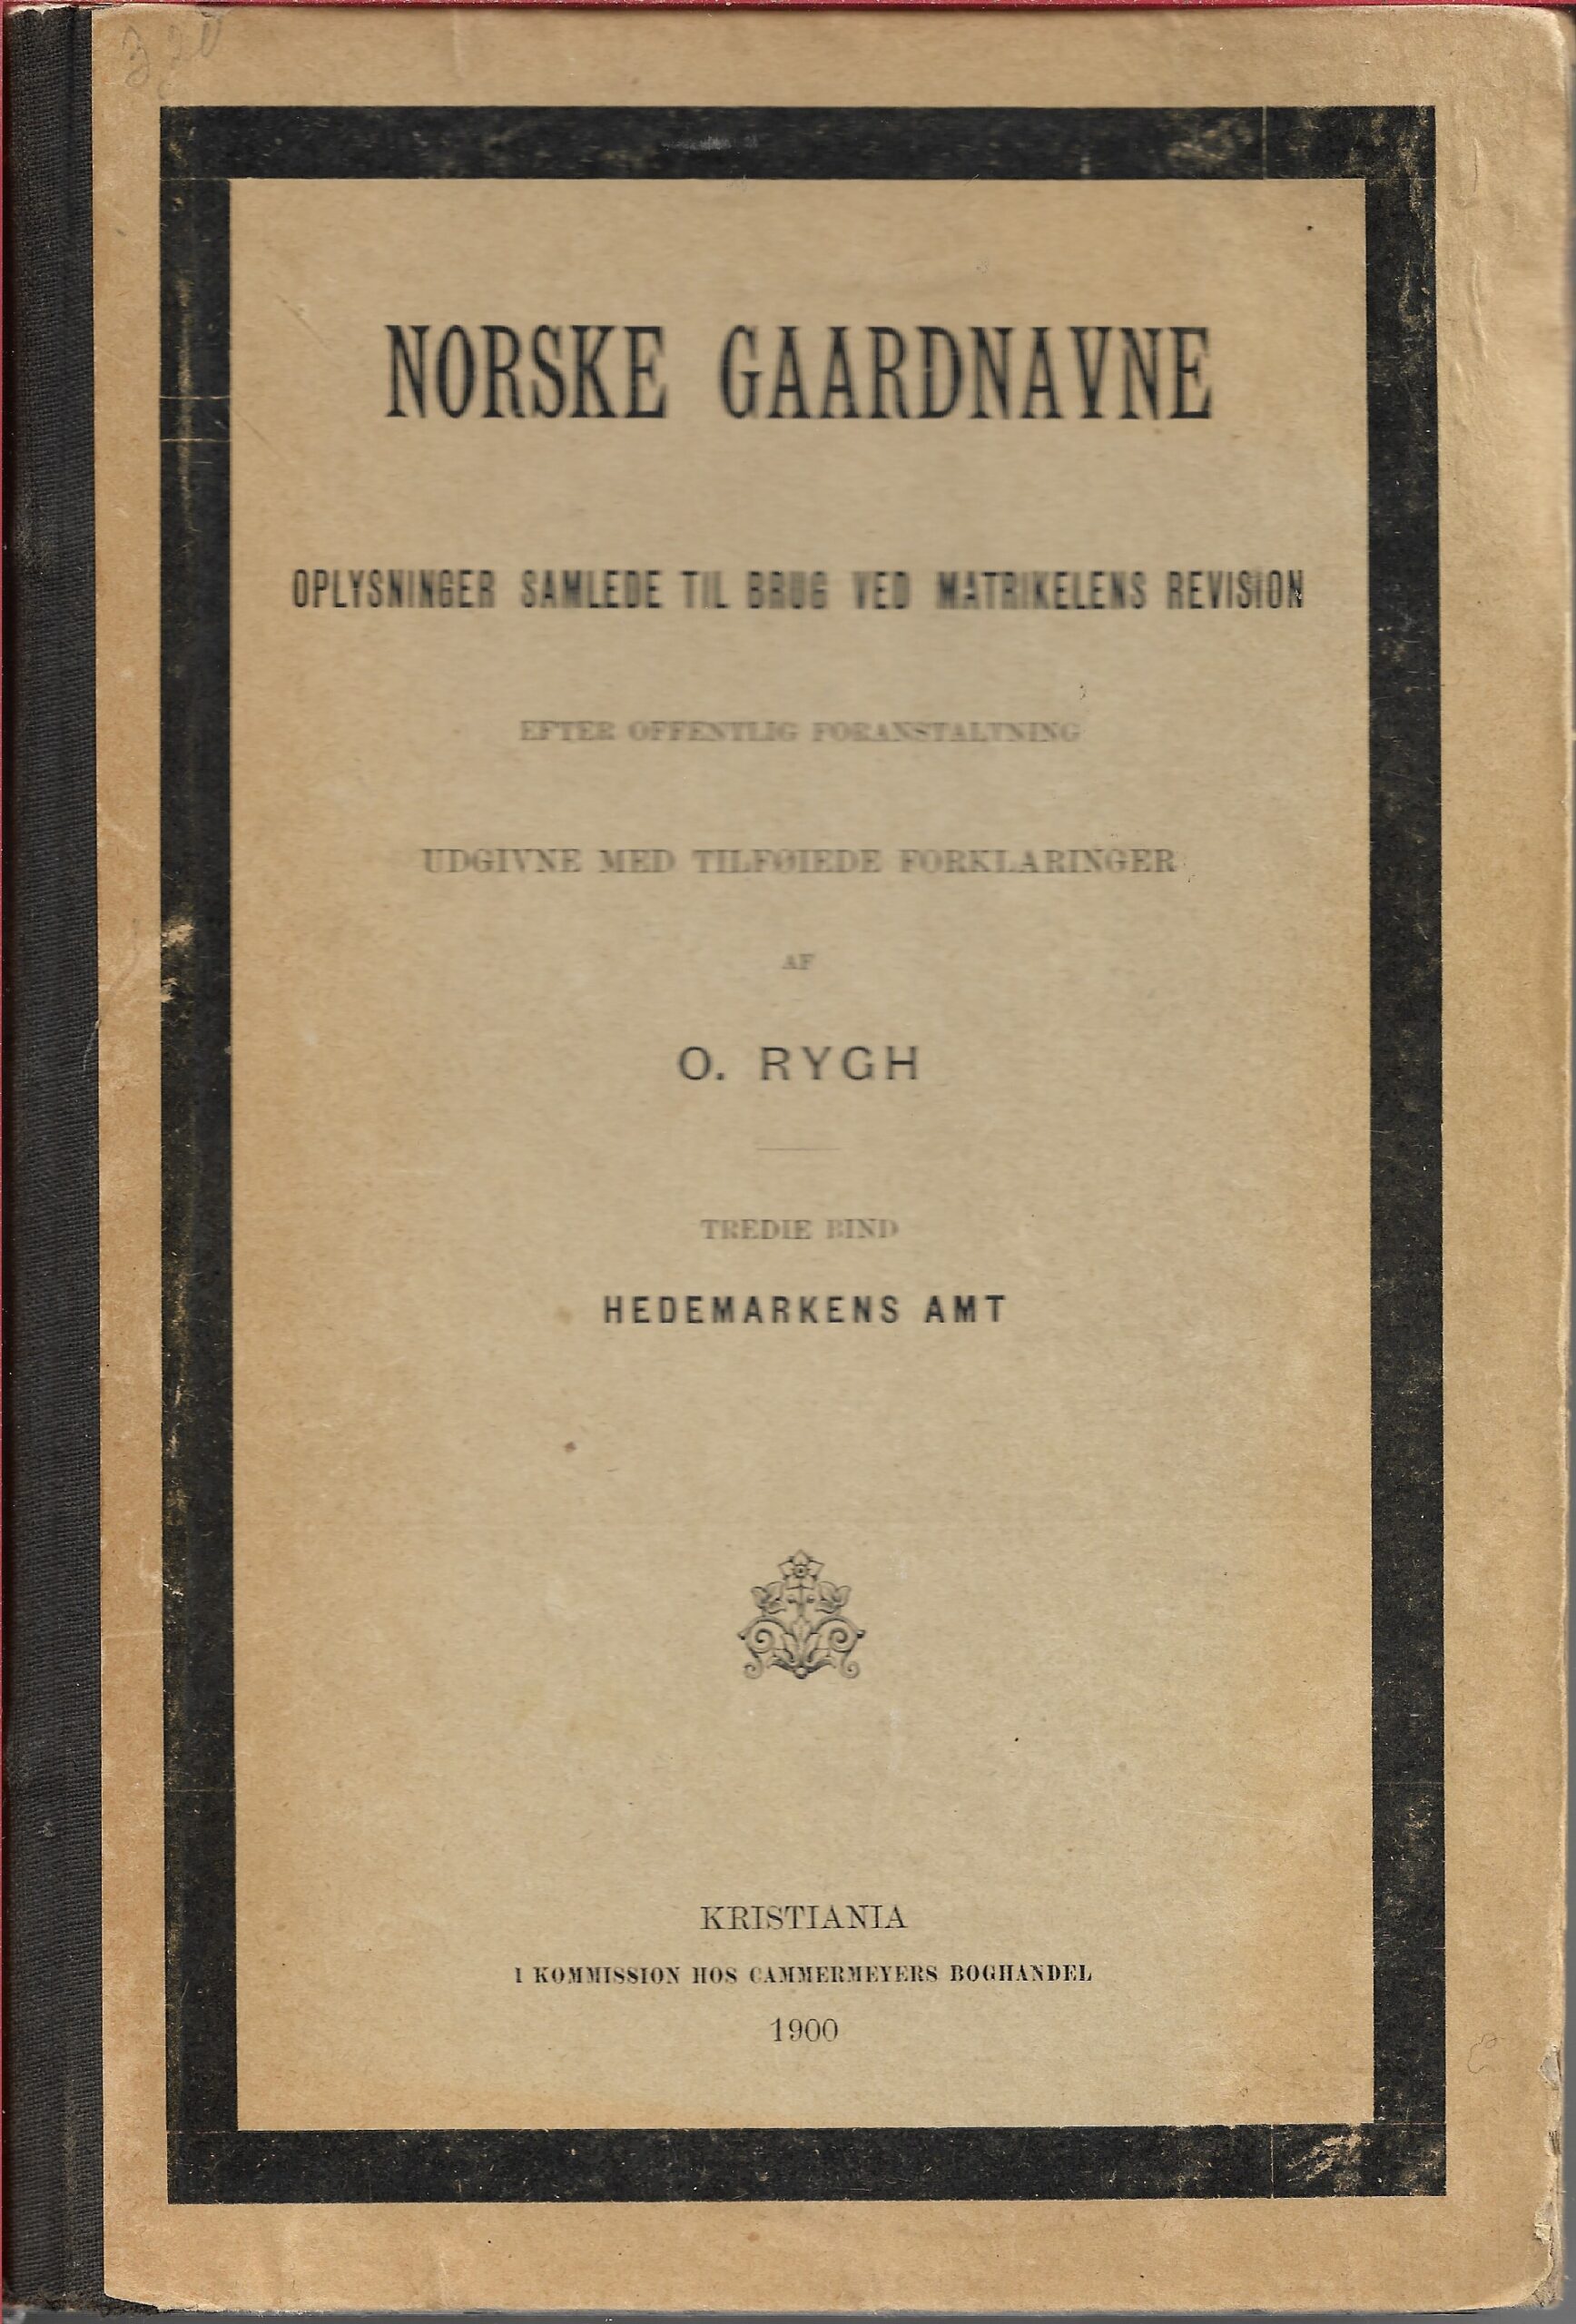 320
NORSKE GAARDNAVNE
OPLYSNINGER SAMLEDE TIL BRUG VED MATRIKELENS REVISION
EFTER OFFENTLIG FORANSTALTNING
UDGIVNE MED TILFØIEDE FORKLARINGER
AF
O. RYGH
TREDIE BIND
HEDEMARKENS AMT
KRISTIANIA
I KOMMISSION HOS CAMMERMEYERS BOGHANDEL
1900